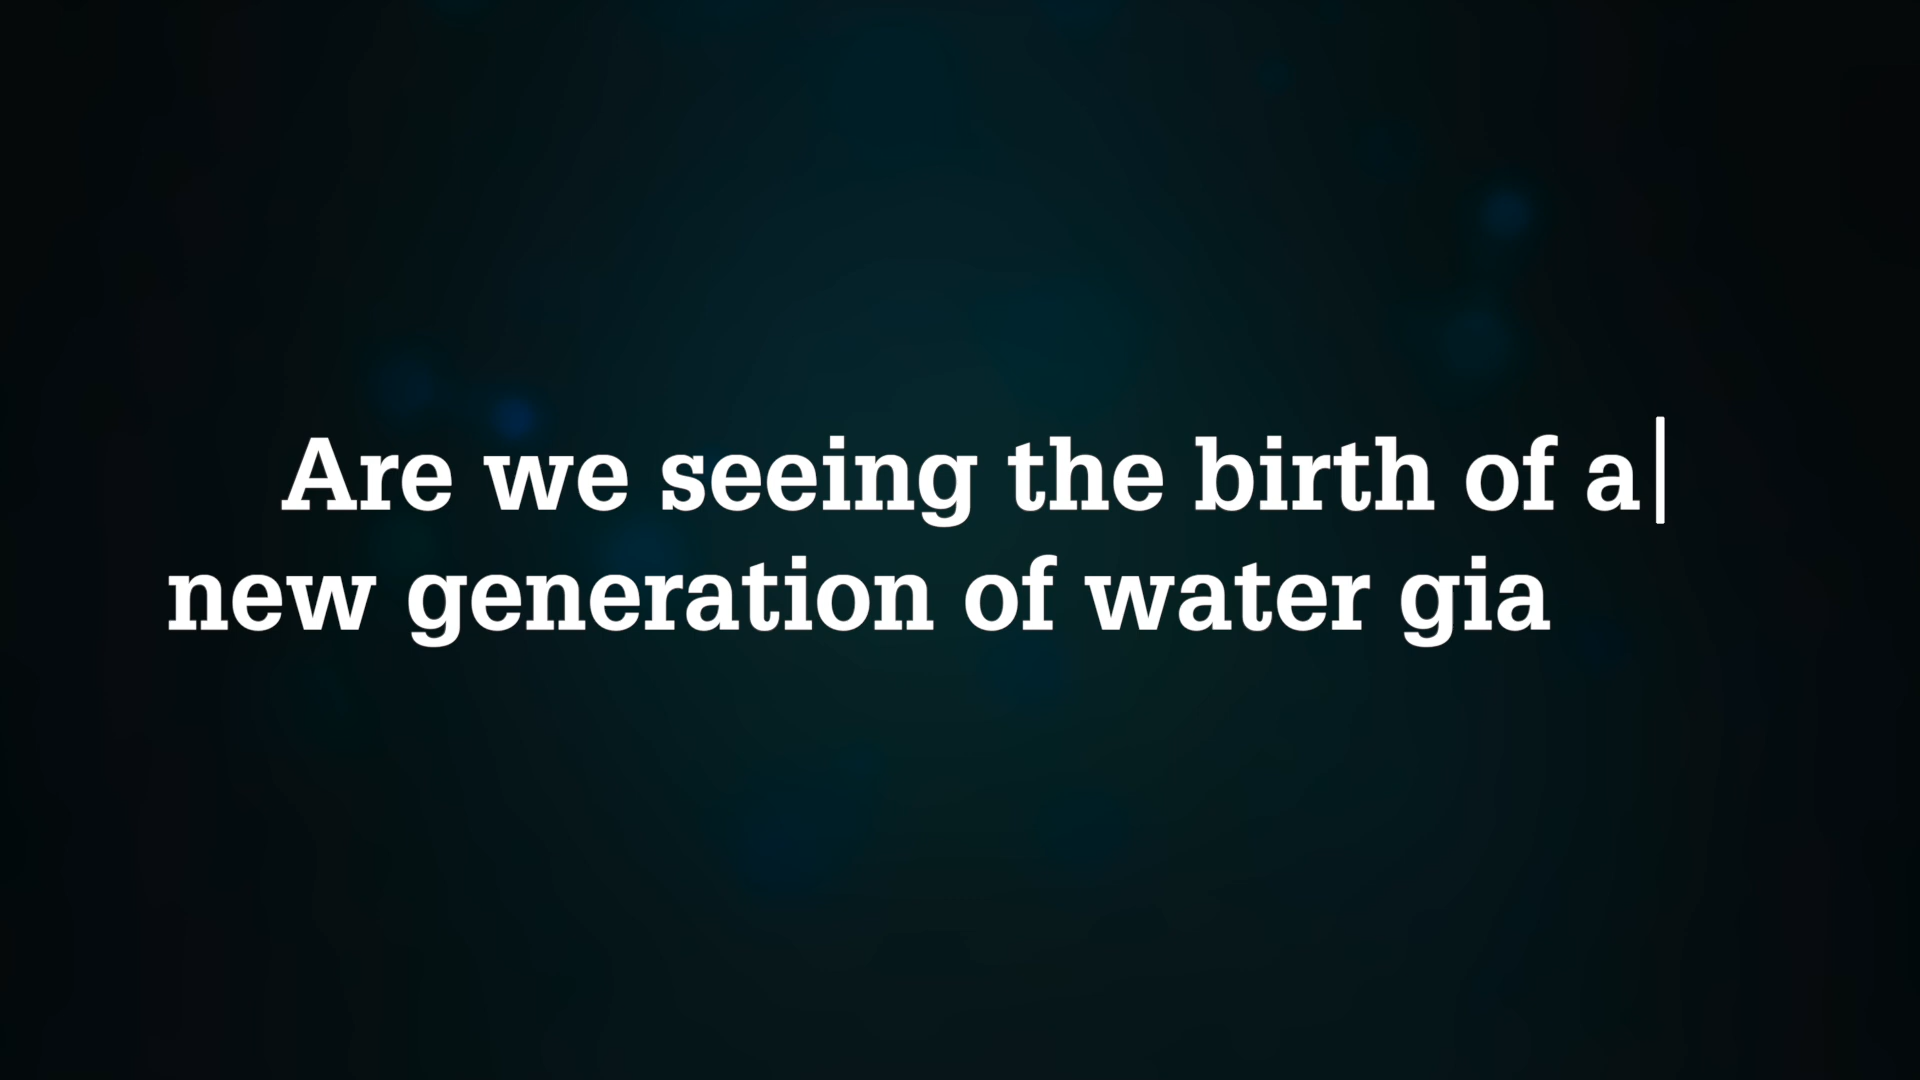 Are we seeing the birth of a
new generation of water gia